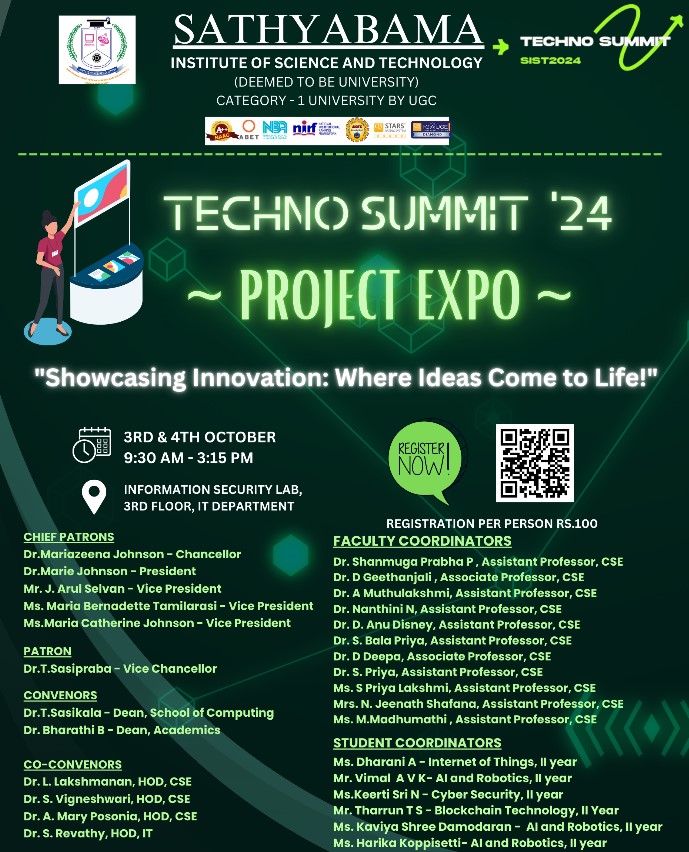 SATHYABAMA
INSTITUTE OF SCIENCE AND TECHNOLOGY
(DEEMED TO BE UNIVERSITY)
CATEGORY - 1 UNIVERSITY BY UGC
TECHNO SUMMIT
SIST2024
A++
NAAC
ABET
NBA
nirf
STARS
TECHNO SUMMIT '24
~ PROJECT EXPO ~
"Showcasing Innovation: Where Ideas Come to Life!"
3RD & 4TH OCTOBER
9:30 AM - 3:15 PM
INFORMATION SECURITY LAB,
3RD FLOOR, IT DEPARTMENT
REGISTER
NOW!
REGISTRATION PER PERSON RS.100
CHIEF PATRONS
Dr.Mariazeena Johnson - Chancellor
Dr.Marie Johnson - President
Mr. J. Arul Selvan - Vice President
Ms. Maria Bernadette Tamilarasi - Vice President
Ms.Maria Catherine Johnson - Vice President
PATRON
Dr.T.Sasipraba - Vice Chancellor
CONVENORS
Dr.T.Sasikala - Dean, School of Computing
Dr. Bharathi B - Dean, Academics
CO-CONVENORS
Dr. L. Lakshmanan, HOD, CSE
Dr. S. Vigneshwari, HOD, CSE
Dr. A. Mary Posonia, HOD, CSE
Dr. S. Revathy, HOD, IT
FACULTY COORDINATORS
Dr. Shanmuga Prabha P , Assistant Professor, CSE
Dr. D Geethanjali , Associate Professor, CSE
Dr. A Muthulakshmi, Assistant Professor, CSE
Dr. Nanthini N, Assistant Professor, CSE
Dr. D. Anu Disney, Assistant Professor, CSE
Dr. S. Bala Priya, Assistant Professor, CSE
Dr. D Deepa, Associate Professor, CSE
Dr. S. Priya, Assistant Professor, CSE
Ms. S Priya Lakshmi, Assistant Professor, CSE
Mrs. N. Jeenath Shafana, Assistant Professor, CSE
Ms. M.Madhumathi , Assistant Professor, CSE
STUDENT COORDINATORS
Ms. Dharani A - Internet of Things, II year
Mr. Vimal A V K- AI and Robotics, II year
Ms.Keerti Sri N - Cyber Security, II year
Mr. Tharrun T S - Blockchain Technology, II Year
Ms. Kaviya Shree Damodaran - AI and Robotics, II year
Ms. Harika Koppisetti- AI and Robotics, II year